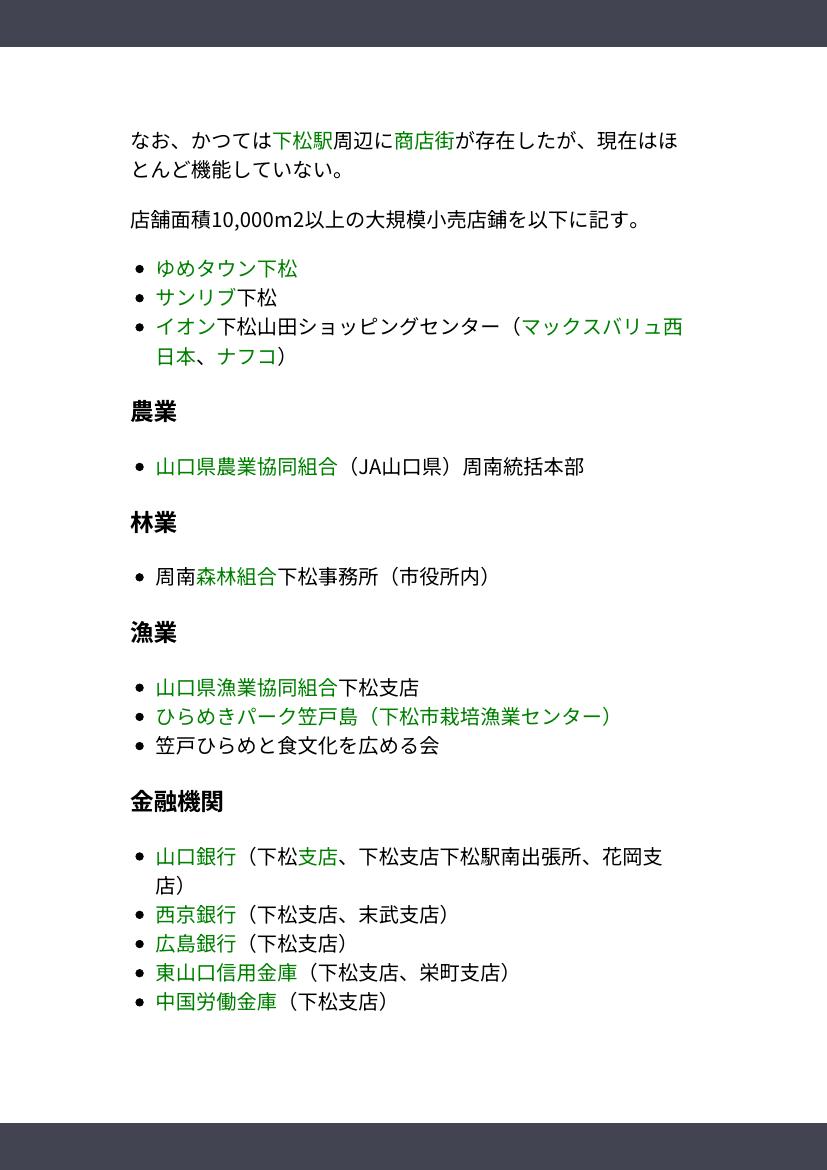 なお、かつては下松駅周辺に商店街が存在したが、現在はほ
とんど機能していない。
店舗面積10,000m2以上の大規模小売店鋪を以下に記す。
• ゆめタウン下松
• サンリブ下松
• イオン下松山田ショッピングセンター（マックスバリュ西
日本、ナフコ）
農業
• 山口県農業協同組合（JA山口県）周南統括本部
林業
• 周南森林組合下松事務所（市役所内）
漁業
• 山口県漁業協同組合下松支店
• ひらめきパーク笠戸島（下松市栽培漁業センター）
• 笠戸ひらめと食文化を広める会
金融機関
• 山口銀行（下松支店、下松支店下松駅南出張所、花岡支
店）
• 西京銀行（下松支店、末武支店）
• 広島銀行（下松支店）
• 東山口信用金庫（下松支店、栄町支店）
• 中国労働金庫（下松支店）